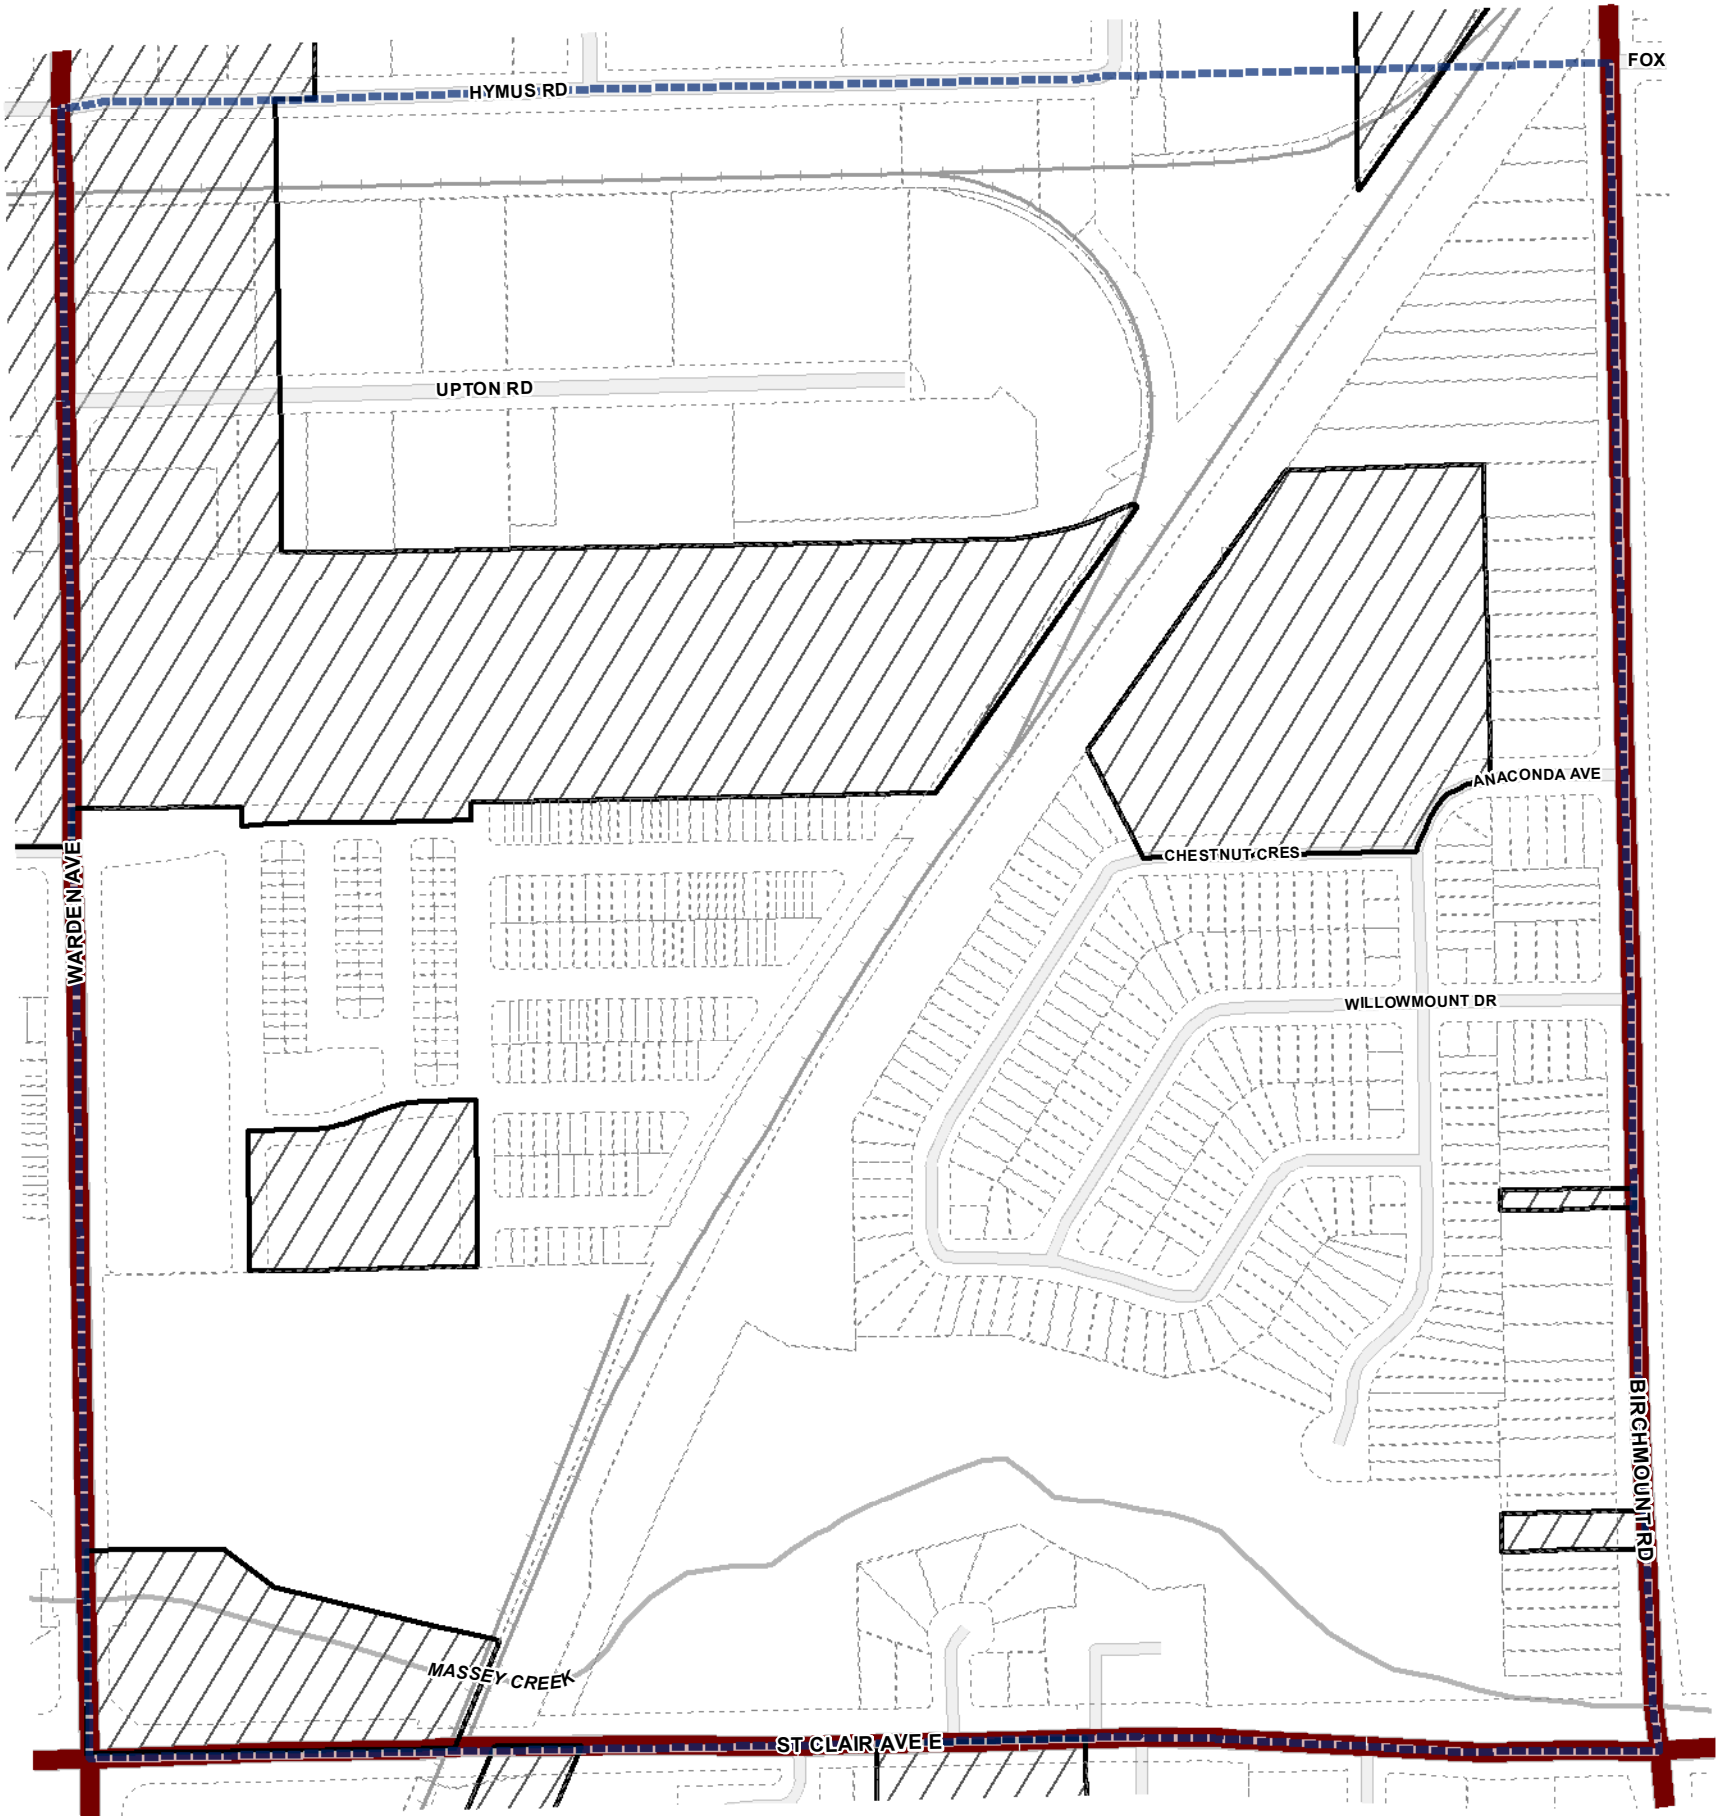 FOX
HYMUS RD
UPTON RD
ANACONDA AVE
CHESTNUT CRES
WARDEN AVE
WILLOWMOUNT DR
BIRCHMOUNT RD
MASSEY CREEK
ST CLAIR AVE E